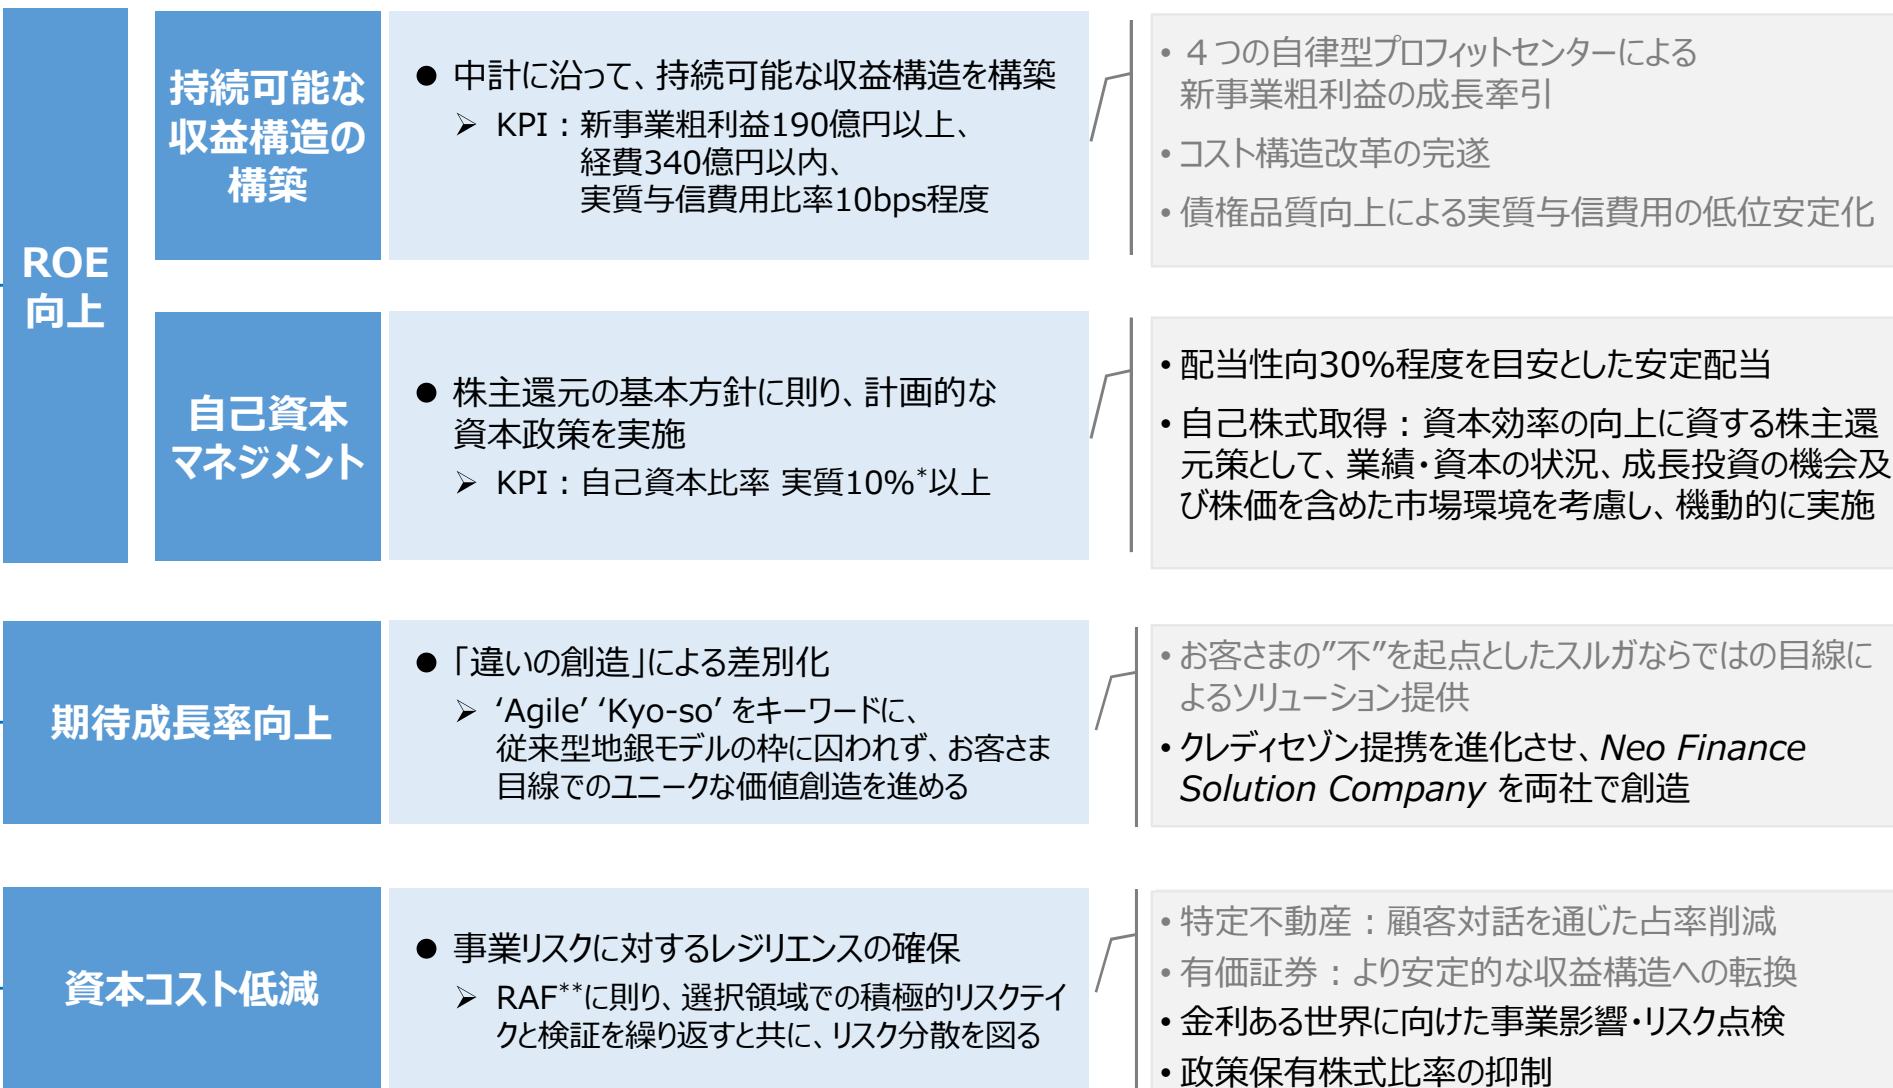 ROE
向上
持続可能な
収益構造の
構築
● 中計に沿って、持続可能な収益構造を構築
➢ KPI：新事業粗利益190億円以上、
経費340億円以内、
実質与信費用比率10bps程度
• ４つの自律型プロフィットセンターによる
新事業粗利益の成長牽引
• コスト構造改革の完遂
• 債権品質向上による実質与信費用の低位安定化
自己資本
マネジメント
● 株主還元の基本方針に則り、計画的な
資本政策を実施
➢ KPI：自己資本比率 実質10%*以上
• 配当性向30%程度を目安とした安定配当
• 自己株式取得：資本効率の向上に資する株主還
元策として、業績・資本の状況、成長投資の機会及
び株価を含めた市場環境を考慮し、機動的に実施
期待成長率向上
● 「違いの創造」による差別化
➢ ‘Agile’ ‘Kyo-so’ をキーワードに、
従来型地銀モデルの枠に囚われず、お客さま
目線でのユニークな価値創造を進める
• お客さまの”不”を起点としたスルガならではの目線に
よるソリューション提供
• クレディセゾン提携を進化させ、Neo Finance
Solution Company を両社で創造
資本コスト低減
● 事業リスクに対するレジリエンスの確保
➢ RAF**に則り、選択領域での積極的リスクテイ
クと検証を繰り返すと共に、リスク分散を図る
• 特定不動産：顧客対話を通じた占率削減
• 有価証券：より安定的な収益構造への転換
• 金利ある世界に向けた事業影響・リスク点検
• 政策保有株式比率の抑制